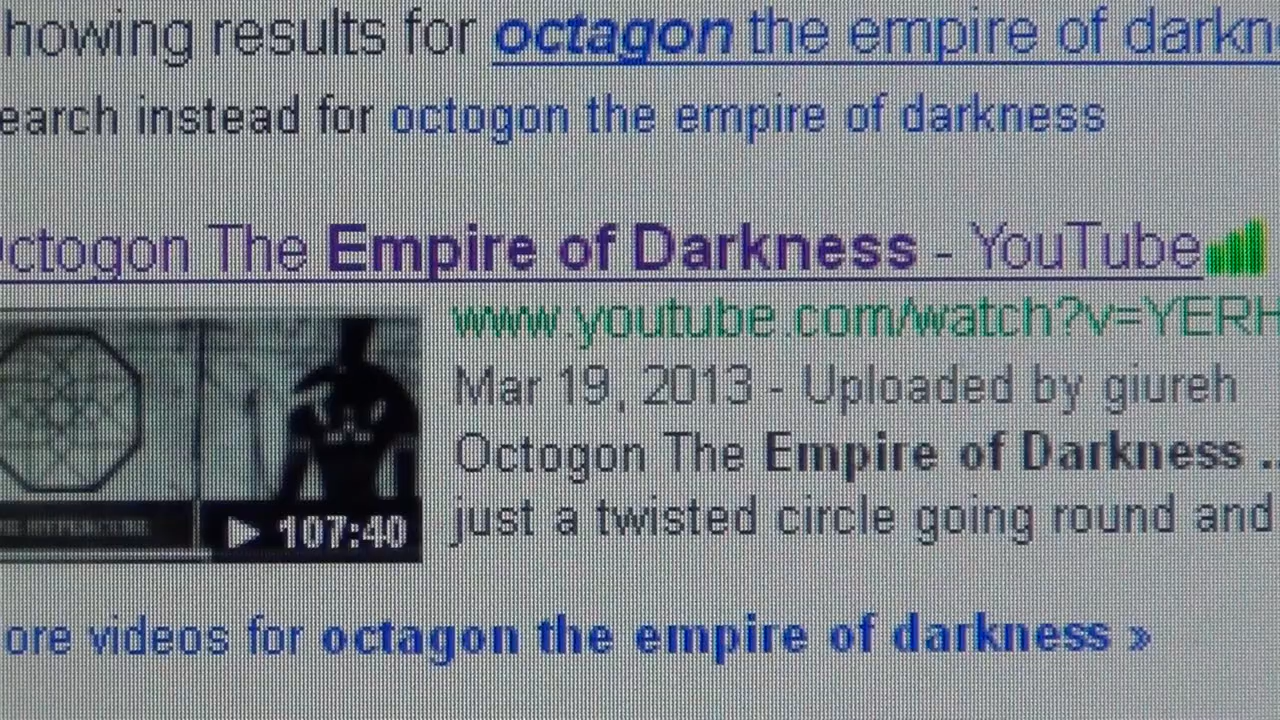 howing results for octagon the empire of darkn
earch instead for octogon the empire of darkness
ctogon The Empire of Darkness - YouTube
www.youtube.com/watch?v=YERH
Mar 19, 2013 - Uploaded by giureh
Octogon The Empire of Darkness ..
just a twisted circle going round and
107:40
ore videos for octagon the empire of darkness »